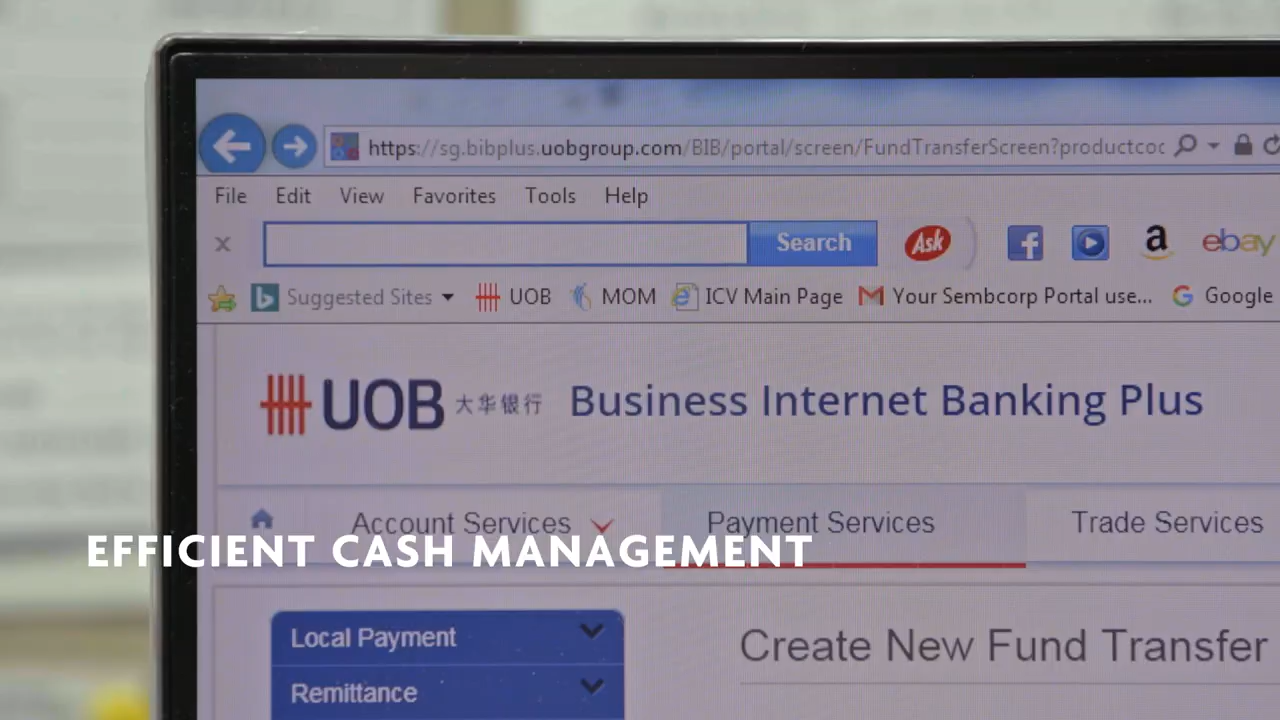 https://sg.bibplus.uobgroup.com/BIB/portal/screen/FundTransferScreen?productcoc
File Edit View Favorites Tools Help
x Search Ask f a ebay
b Suggested Sites UOB MOM ICV Main Page Your Sembcorp Portal use... G Google
UOB 大华银行 Business Internet Banking Plus
Account Services Payment Services Trade Services
EFFICIENT CASH MANAGEMENT
Local Payment
Create New Fund Transfer
Remittance